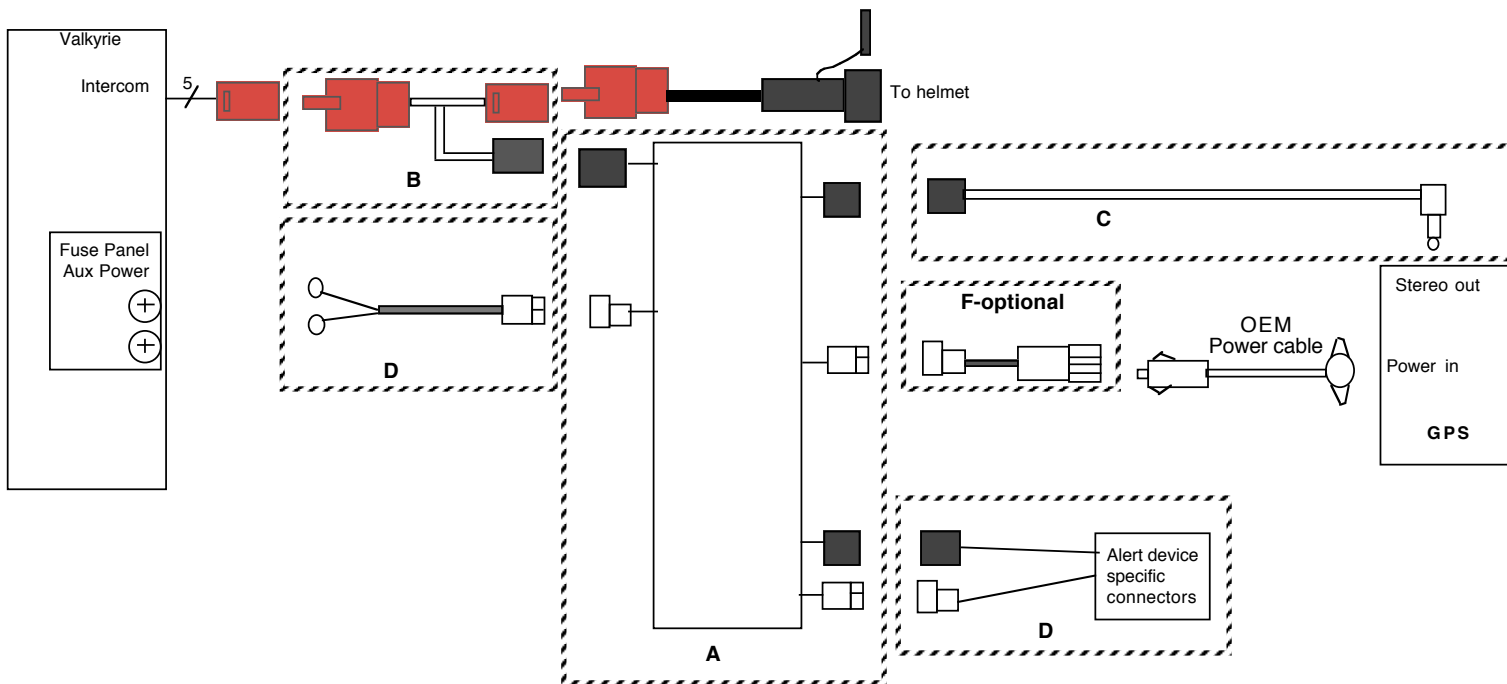 Valkyrie
Intercom
5
To helmet
B
C
Fuse Panel
Aux Power
D
F-optional
Stereo out
OEM
Power cable
Power in
GPS
Alert device
specific
connectors
D
A